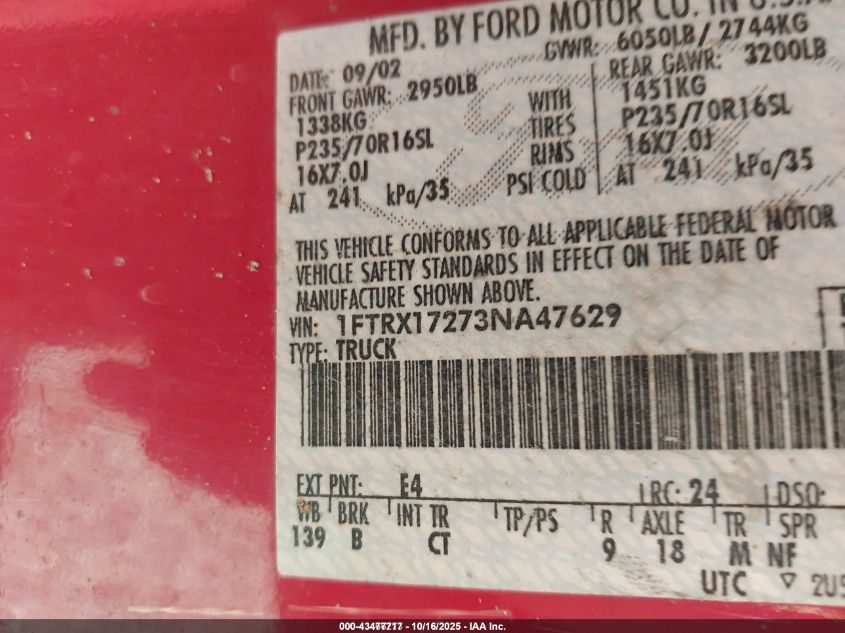 MFD. BY FORD MOTOR CO. IN U.S.A.
DATE: 09/02 GVWR: 6050LB/ 2744KG
FRONT GAWR: 2950LB REAR GAWR: 3200LB
1338KG WITH 1451KG
P235/70R16SL TIRES P235/70R16SL
16X7.0J RIMS 16X7.0J
AT 241 kPa/35 PSI COLD AT 241 kPa/35
THIS VEHICLE CONFORMS TO ALL APPLICABLE FEDERAL MOTOR
VEHICLE SAFETY STANDARDS IN EFFECT ON THE DATE OF
MANUFACTURE SHOWN ABOVE.
VIN: 1FTRX17273NA47629
TYPE: TRUCK
EXT PNT: E4 RC: 24 DSO:
WB BRK INT TR TP/PS R AXLE TR SPR
139 B CT 9 18 M NF
UTC ▽ 2U5
000-43477217 - 10/16/2025 - IAA Inc.